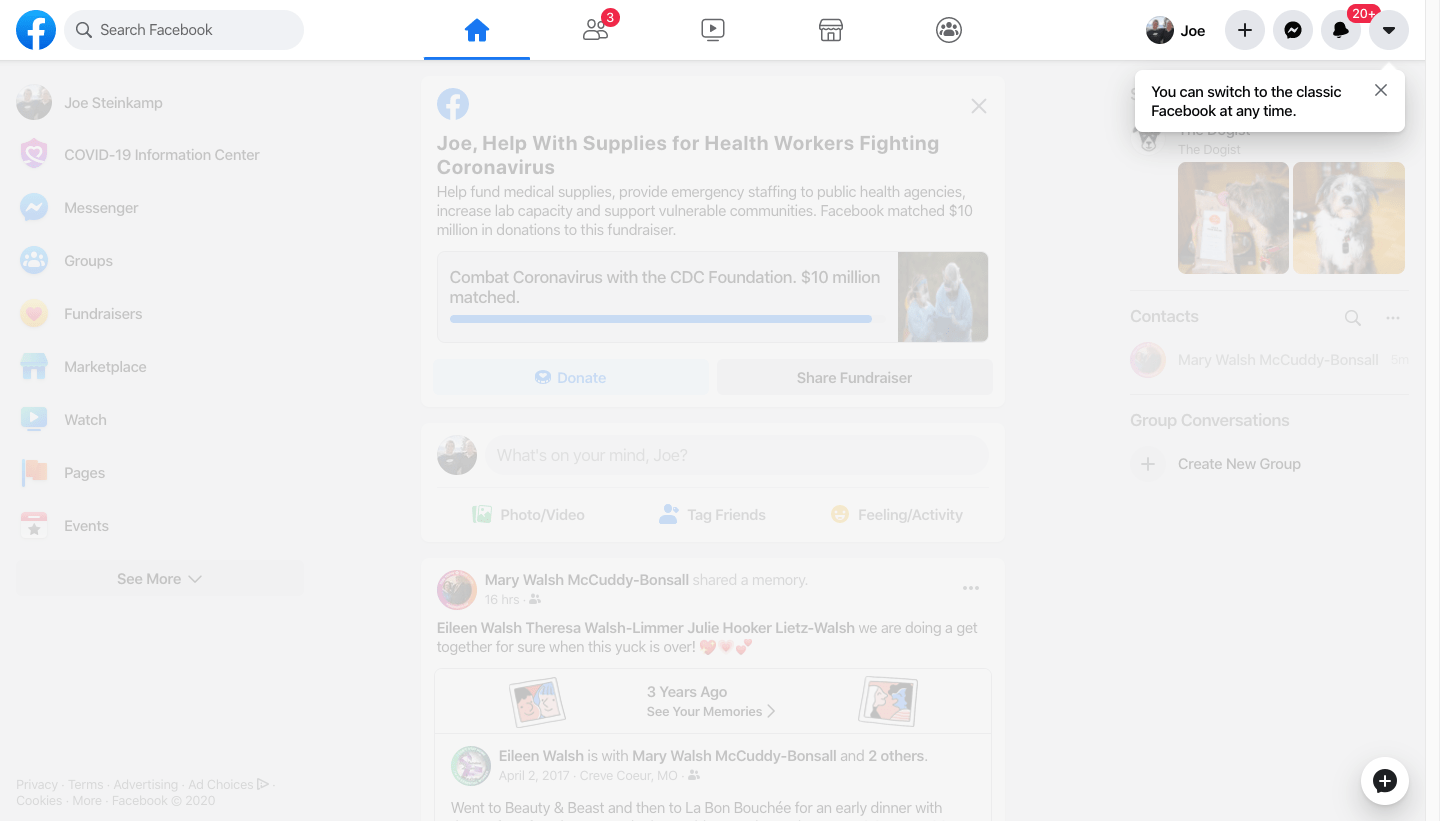 Search Facebook
3
Joe
20+
You can switch to the classic
Facebook at any time.
Joe Steinkamp
COVID-19 Information Center
Messenger
Groups
Fundraisers
Marketplace
Watch
Pages
Events
See More
Privacy · Terms · Advertising · Ad Choices ·
Cookies · More · Facebook © 2020
Joe, Help With Supplies for Health Workers Fighting
Coronavirus
Help fund medical supplies, provide emergency staffing to public health agencies,
increase lab capacity and support vulnerable communities. Facebook matched $10
million in donations to this fundraiser.
Combat Coronavirus with the CDC Foundation. $10 million
matched.
Donate
Share Fundraiser
What's on your mind, Joe?
Photo/Video
Tag Friends
Feeling/Activity
Mary Walsh McCuddy-Bonsall shared a memory.
16 hrs ·
Eileen Walsh Theresa Walsh-Limmer Julie Hooker Lietz-Walsh we are doing a get
together for sure when this yuck is over! 💖💗💕
3 Years Ago
See Your Memories
Eileen Walsh is with Mary Walsh McCuddy-Bonsall and 2 others.
April 2, 2017 · Creve Coeur, MO ·
Went to Beauty & Beast and then to La Bon Bouchée for an early dinner with
The Dogist
The Dogist
Contacts
Mary Walsh McCuddy-Bonsall 5m
Group Conversations
Create New Group